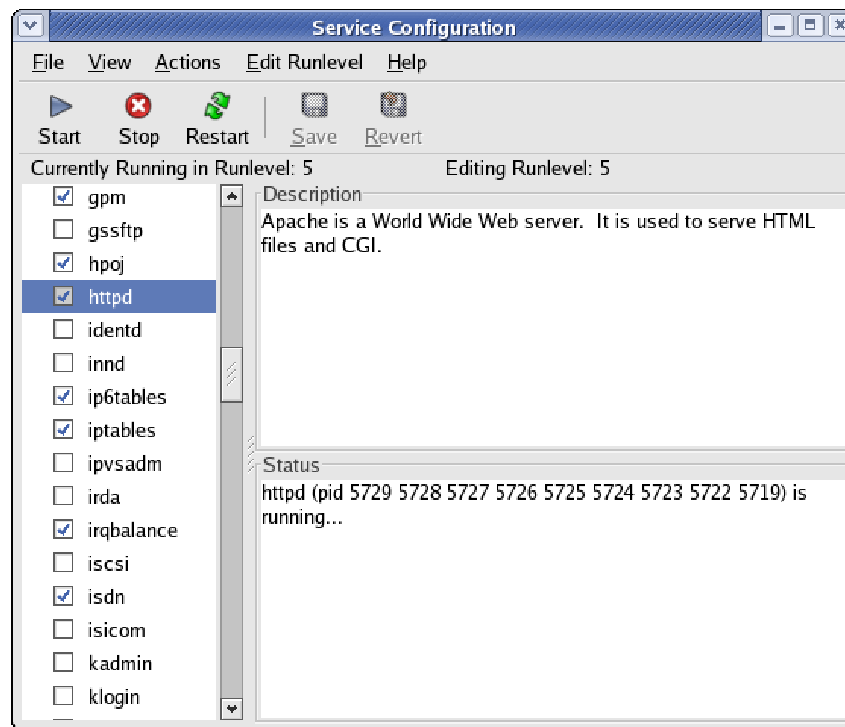 Service Configuration
File View Actions Edit Runlevel Help
Start Stop Restart Save Revert
Currently Running in Runlevel: 5 Editing Runlevel: 5
gpm
gssftp
hpoj
httpd
identd
innd
ip6tables
iptables
ipvsadm
irda
irqbalance
iscsi
isdn
isicom
kadmin
klogin
Description
Apache is a World Wide Web server.  It is used to serve HTML
files and CGI.
Status
httpd (pid 5729 5728 5727 5726 5725 5724 5723 5722 5719) is
running...